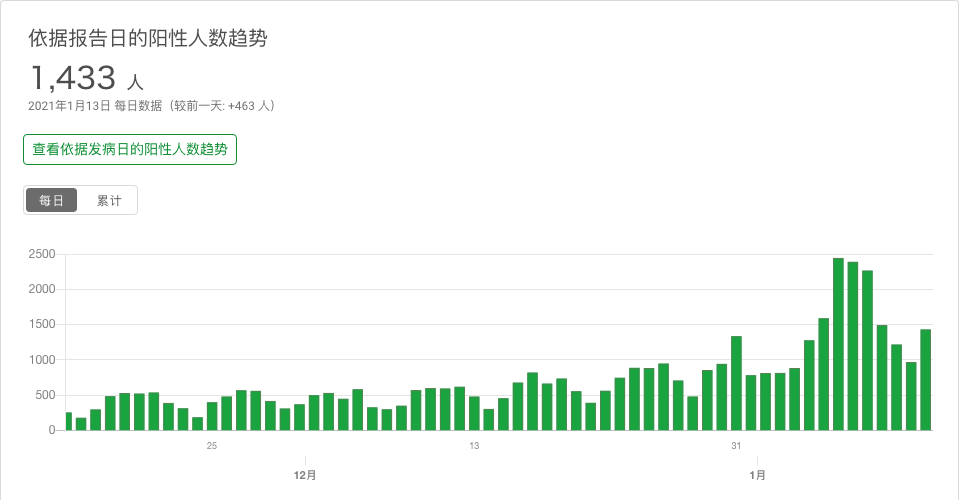 依据报告日的阳性人数趋势
1,433 人
2021年1月13日 每日数据（较前一天: +463 人）
查看依据发病日的阳性人数趋势
每日 累计
2500
2000
1500
1000
500
0
25 13 31
12月 1月